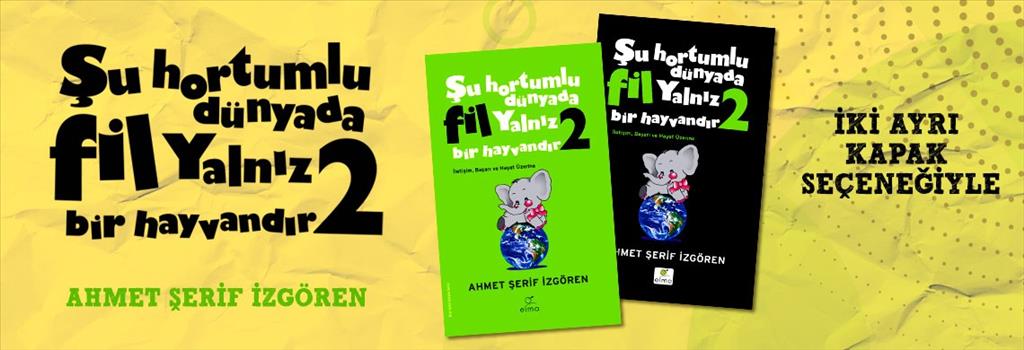 Şu hortumlu
dünyada
fil Yalnız
bir hayvandır 2
AHMET ŞERİF İZGÖREN
Şu hortumlu
dünyada
fil Yalnız
bir hayvandır 2
İletişim, Başarı ve Hayat Üzerine
AHMET ŞERİF İZGÖREN
elma
Şu hortumlu
dünyada
fil Yalnız
bir hayvandır 2
İletişim, Başarı ve Hayat Üzerine
AHMET ŞERİF İZGÖREN
elma
İKİ AYRI
KAPAK
SEÇENEĞİYLE